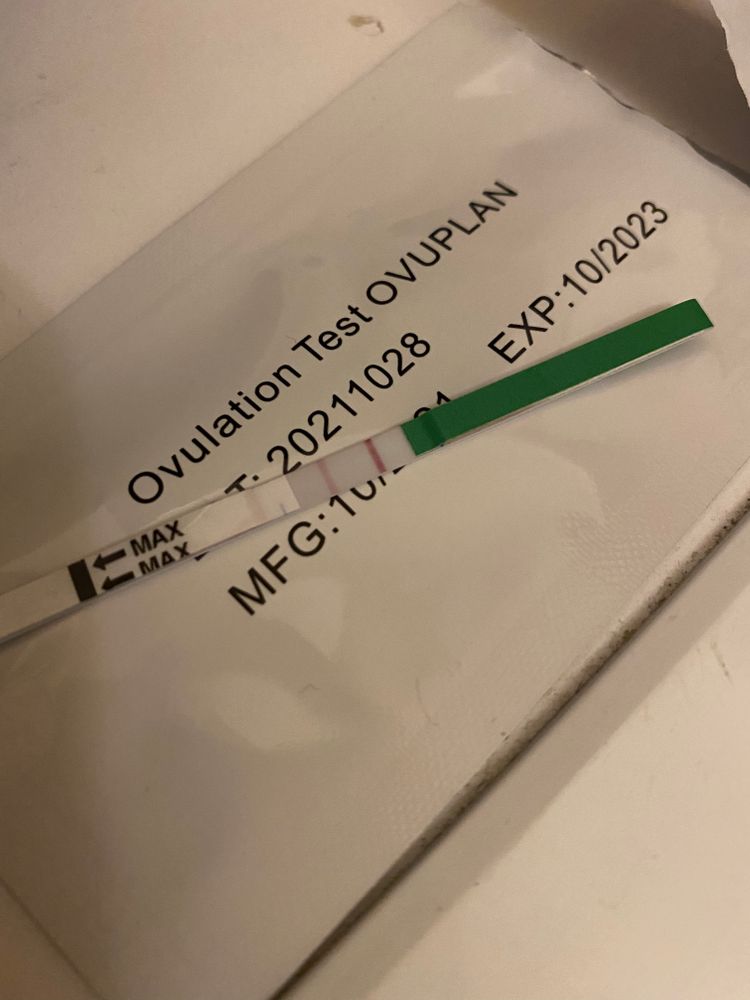 Ovulation Test OVUPLAN
T: 20211028
EXP:10/2023
MFG:10/
MAX
MAX